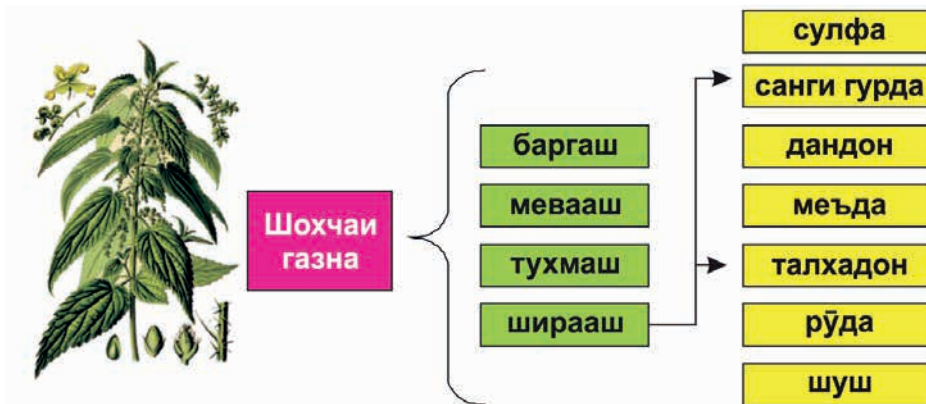 Шохчаи
газна
баргаш
мевааш
тухмаш
ширааш
сулфа
санги гурда
дандон
меъда
талхадон
рӯда
шуш